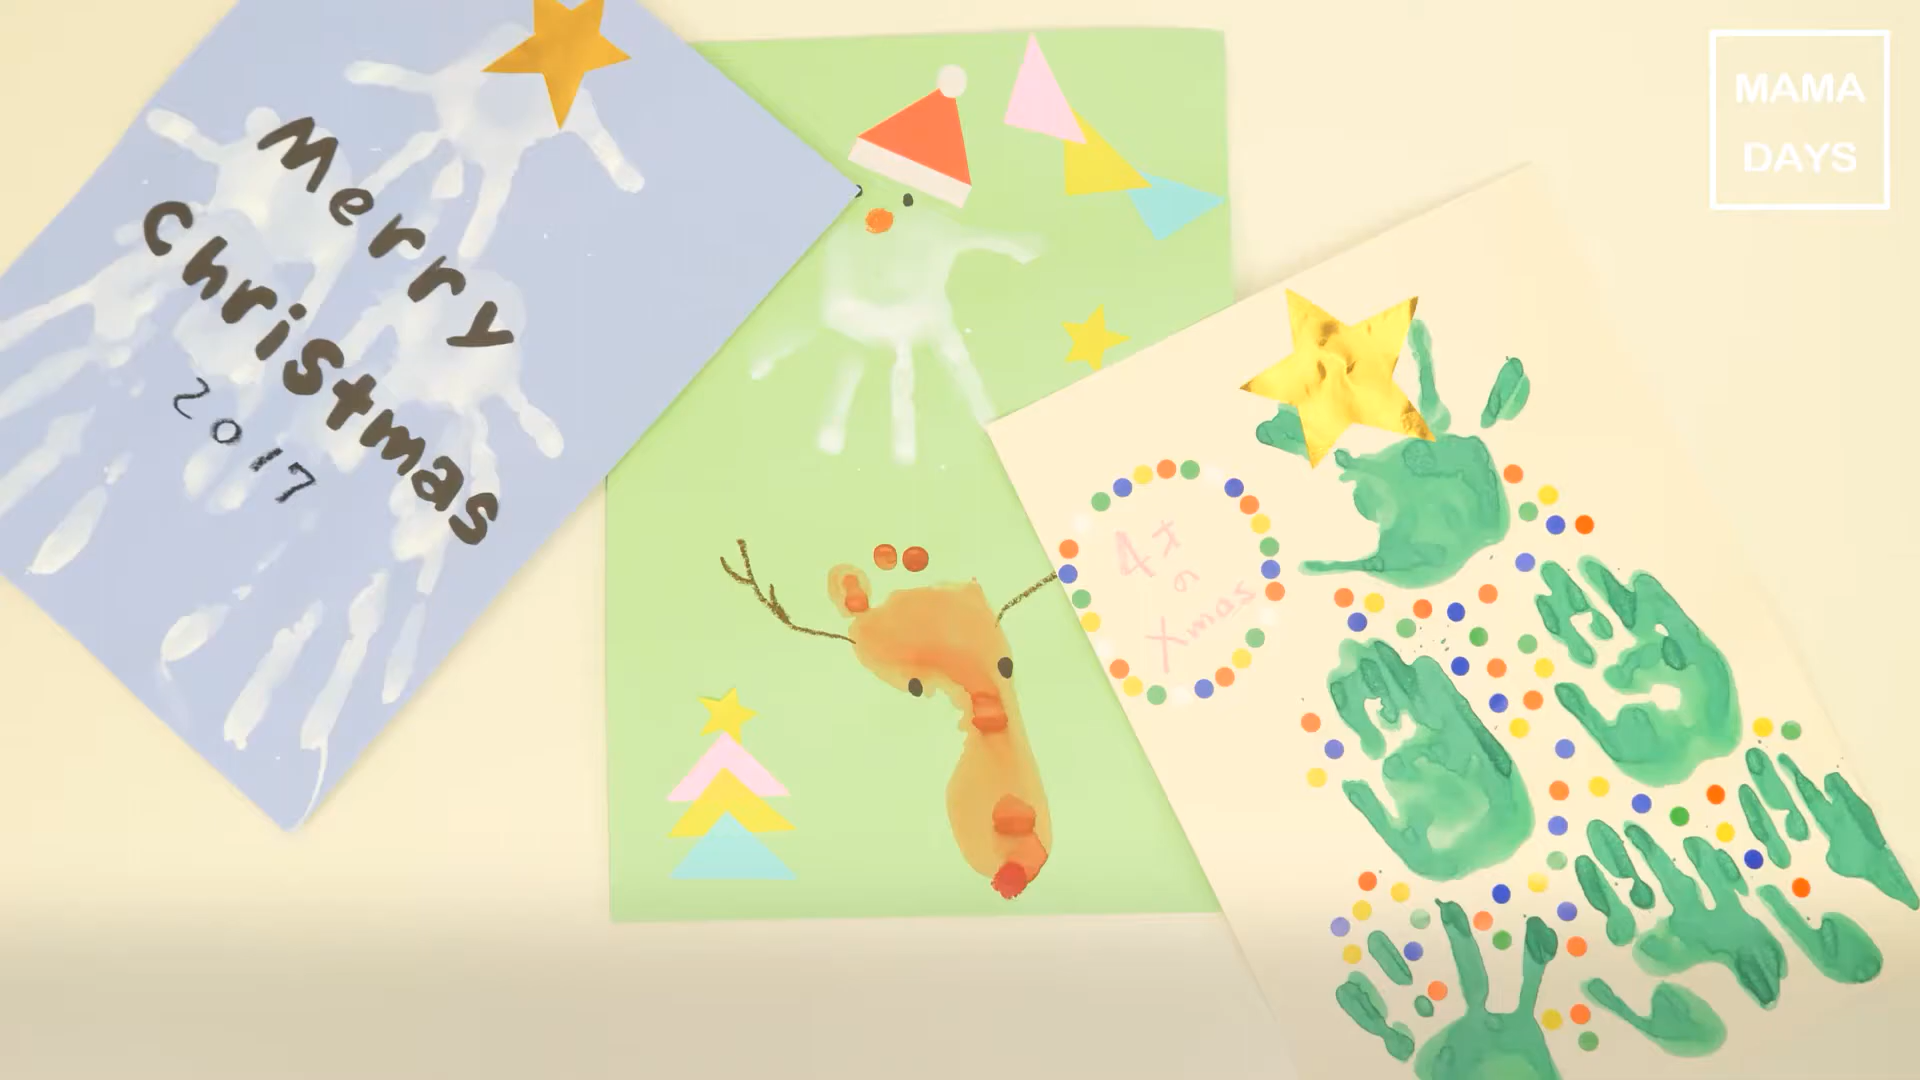 Merry
christmas
2017
4才
の
Xmas
MAMA
DAYS